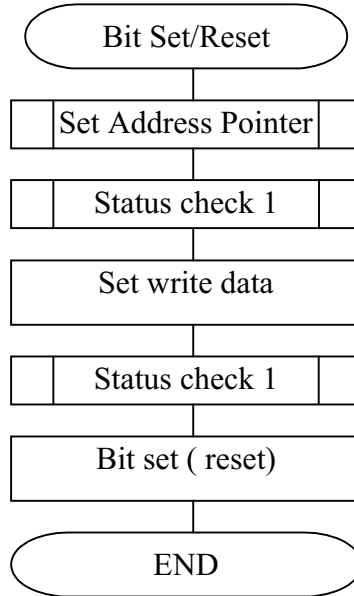 Bit Set/Reset
Set Address Pointer
Status check 1
Set write data
Status check 1
Bit set ( reset)
END